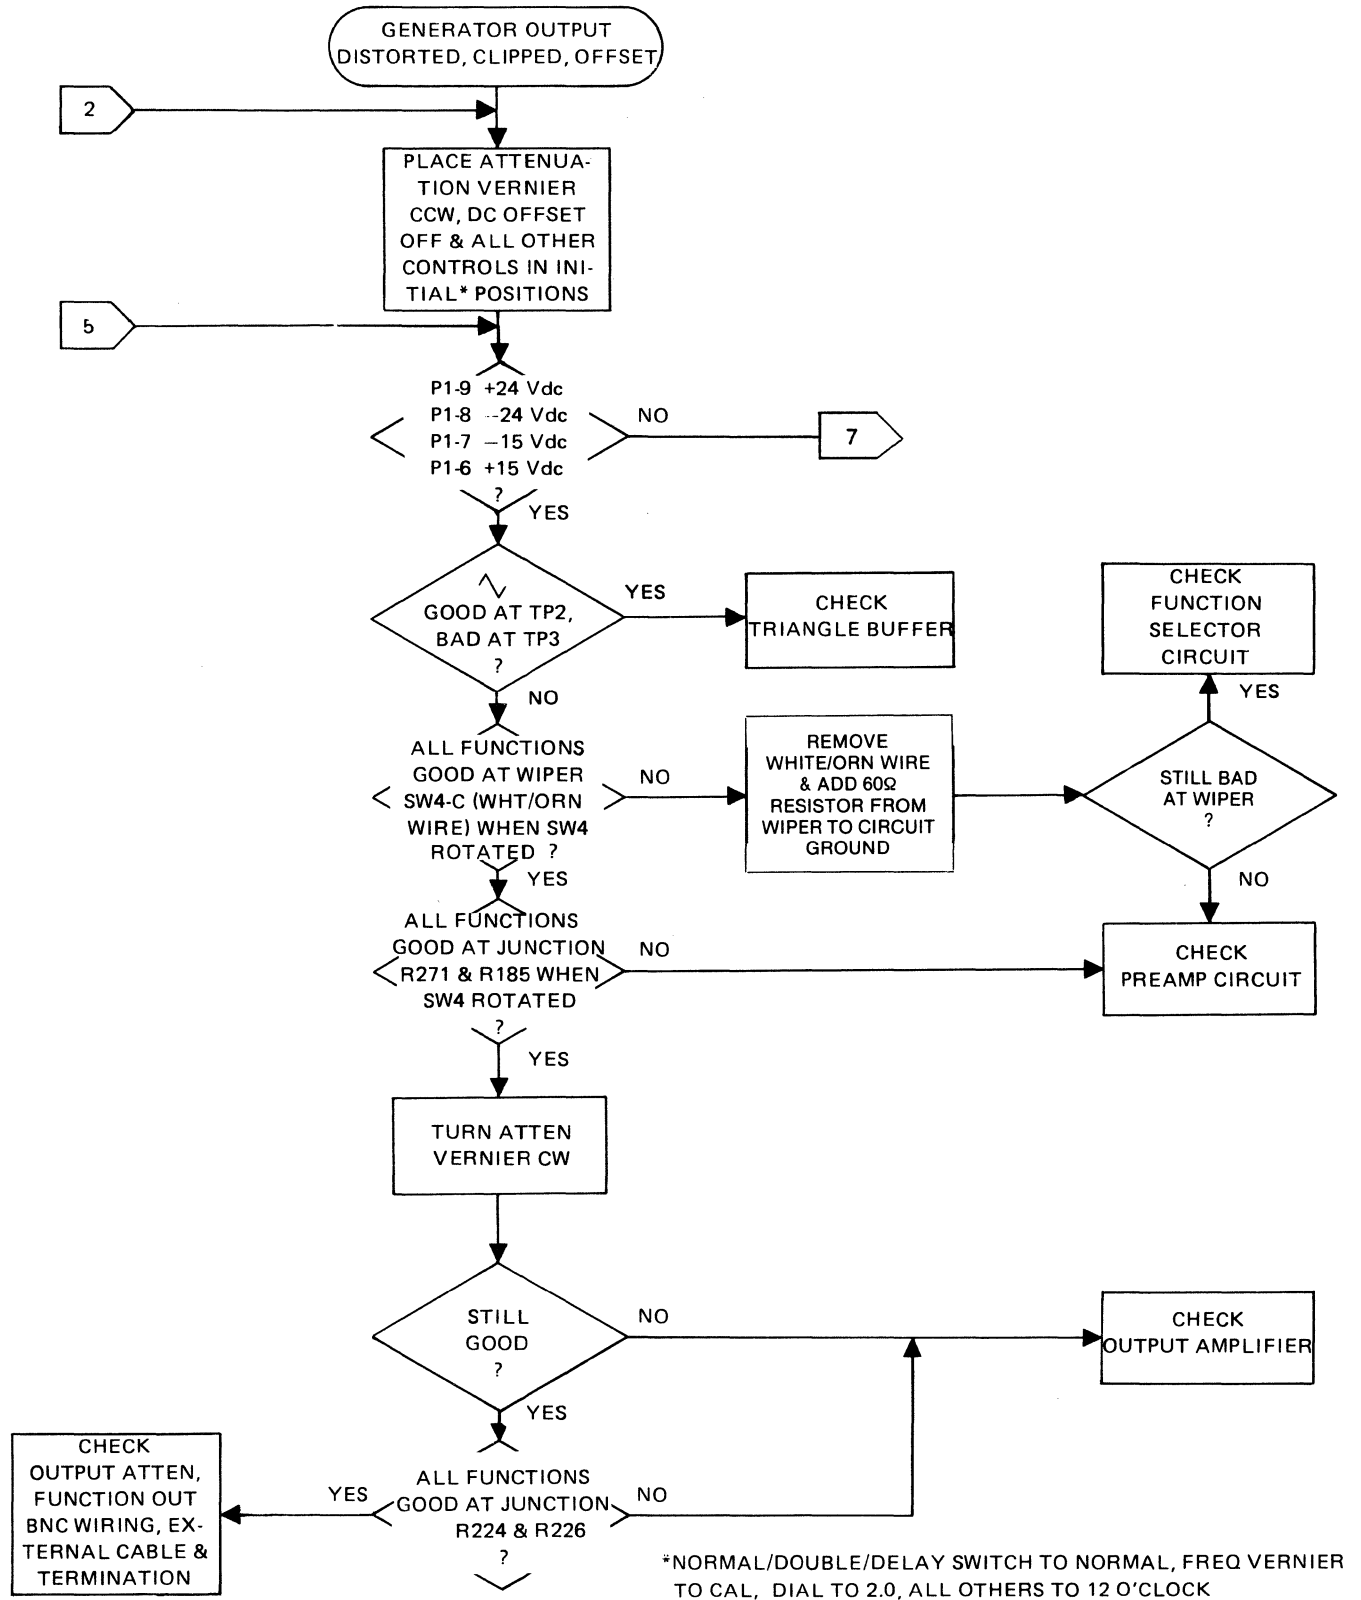 GENERATOR OUTPUT
DISTORTED, CLIPPED, OFFSET
2
PLACE ATTENUA-
TION VERNIER
CCW, DC OFFSET
OFF & ALL OTHER
CONTROLS IN INI-
TIAL* POSITIONS
5
P1-9 +24 Vdc
P1-8 -24 Vdc
P1-7 -15 Vdc
P1-6 +15 Vdc
?
NO
7
YES
GOOD AT TP2,
BAD AT TP3
?
YES
CHECK
TRIANGLE BUFFER
CHECK
FUNCTION
SELECTOR
CIRCUIT
NO
YES
ALL FUNCTIONS
GOOD AT WIPER
SW4-C (WHT/ORN
WIRE) WHEN SW4
ROTATED ?
NO
REMOVE
WHITE/ORN WIRE
& ADD 60Ω
RESISTOR FROM
WIPER TO CIRCUIT
GROUND
STILL BAD
AT WIPER
?
YES
NO
ALL FUNCTIONS
GOOD AT JUNCTION
R271 & R185 WHEN
SW4 ROTATED
?
NO
CHECK
PREAMP CIRCUIT
YES
TURN ATTEN
VERNIER CW
STILL
GOOD
?
NO
CHECK
OUTPUT AMPLIFIER
YES
CHECK
OUTPUT ATTEN,
FUNCTION OUT
BNC WIRING, EX-
TERNAL CABLE &
TERMINATION
YES
ALL FUNCTIONS
GOOD AT JUNCTION
R224 & R226
?
NO
*NORMAL/DOUBLE/DELAY SWITCH TO NORMAL, FREQ VERNIER
TO CAL, DIAL TO 2.0, ALL OTHERS TO 12 O'CLOCK